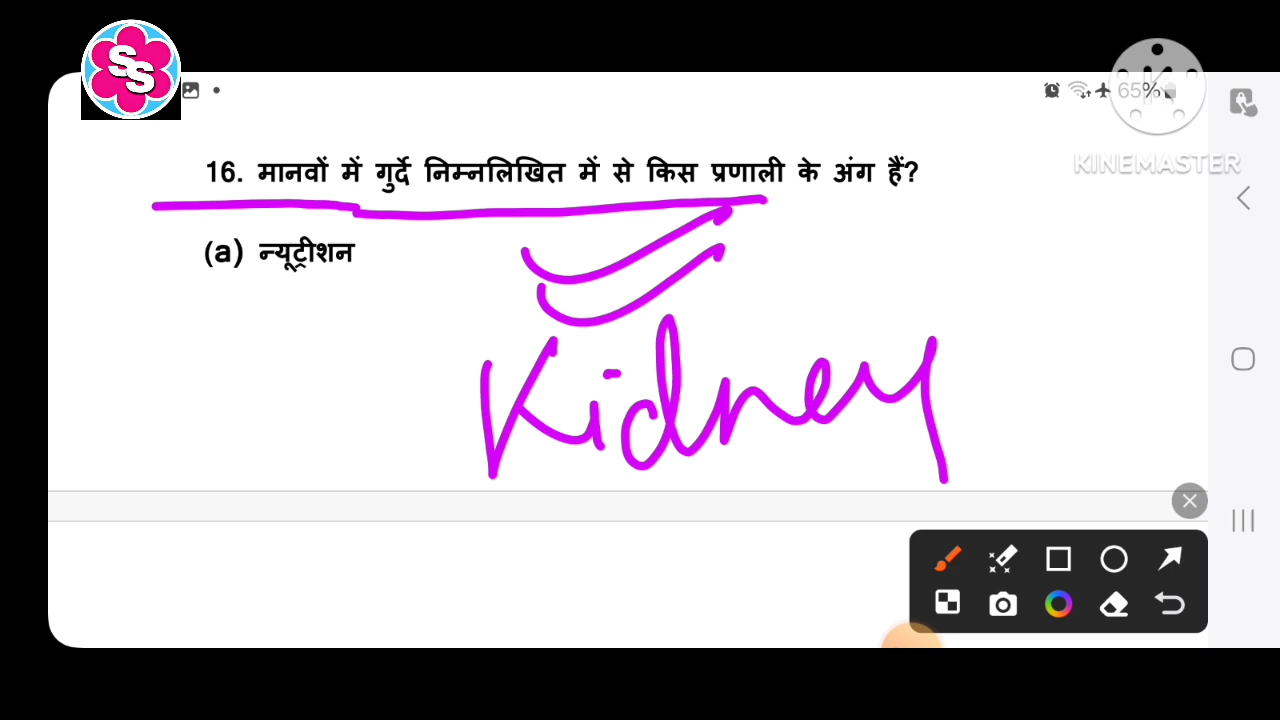 SS
65%
KINEMASTER
16. मानवों में गुर्दे निम्नलिखित में से किस प्रणाली के अंग हैं?
(a) न्यूट्रीशन
Kidney